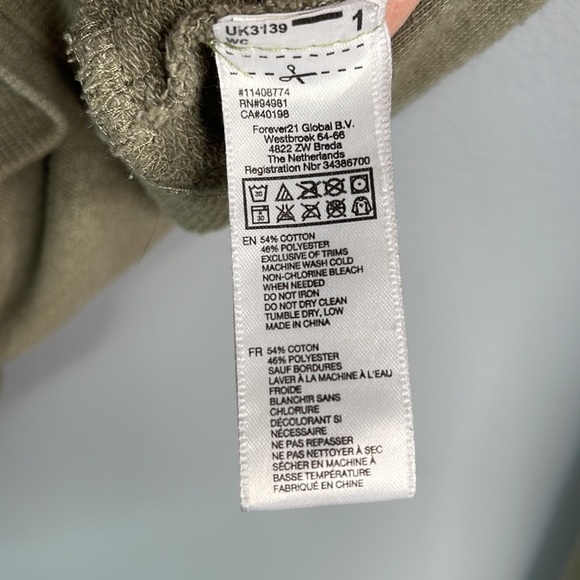 UK3139 1
WC
#11408774
RN#94981
CA#40198
Forever21 Global B.V.
Westbroek 64-66
4822 ZW Breda
The Netherlands
Registration Nbr 34386700
EN 54% COTTON
46% POLYESTER
EXCLUSIVE OF TRIMS
MACHINE WASH COLD
NON-CHLORINE BLEACH
WHEN NEEDED
DO NOT IRON
DO NOT DRY CLEAN
TUMBLE DRY, LOW
MADE IN CHINA
FR 54% COTTON
46% POLYESTER
SAUF BORDURES
LAVER À LA MACHINE À L'EAU
FROIDE
BLANCHIR SANS
CHLORURE
DÉCOLORANT SI
NÉCESSAIRE
NE PAS REPASSER
NE PAS NETTOYER À SEC
SÉCHER EN MACHINE À
BASSE TEMPÉRATURE
FABRIQUÉ EN CHINE